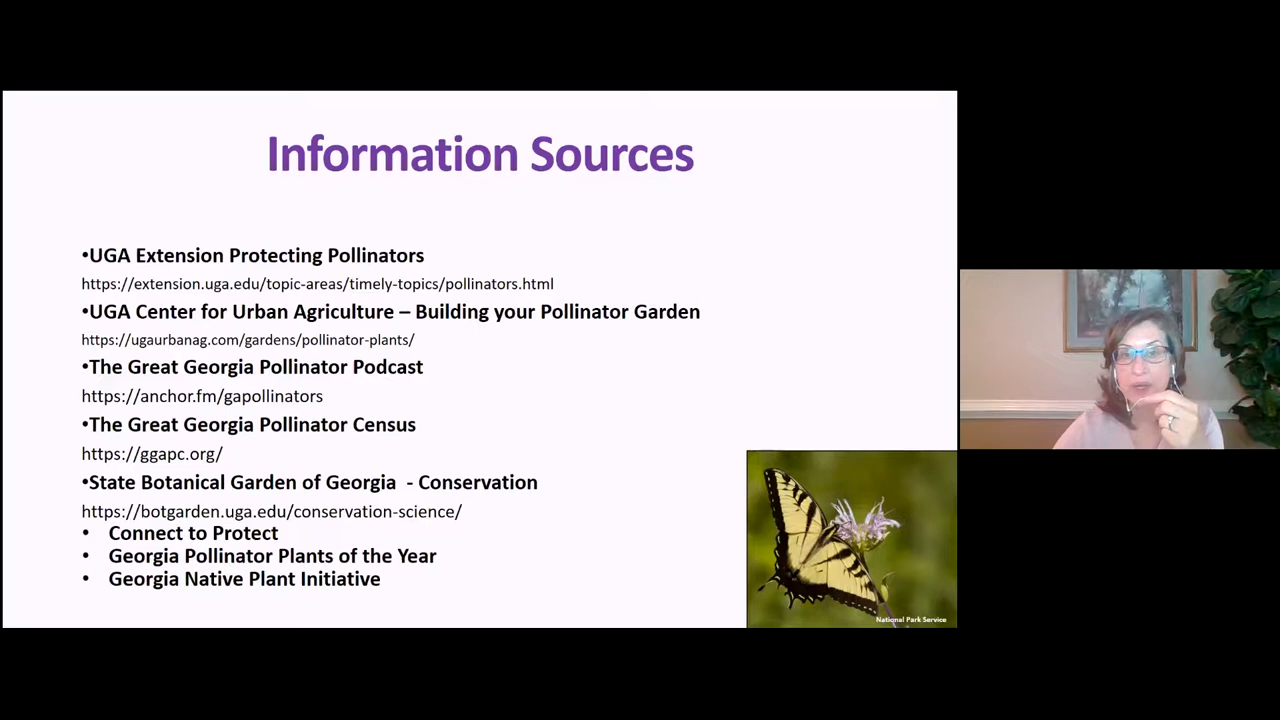 Information Sources
•UGA Extension Protecting Pollinators
https://extension.uga.edu/topic-areas/timely-topics/pollinators.html
•UGA Center for Urban Agriculture – Building your Pollinator Garden
https://ugaurbanag.com/gardens/pollinator-plants/
•The Great Georgia Pollinator Podcast
https://anchor.fm/gapollinators
•The Great Georgia Pollinator Census
https://ggapc.org/
•State Botanical Garden of Georgia - Conservation
https://botgarden.uga.edu/conservation-science/
• Connect to Protect
• Georgia Pollinator Plants of the Year
• Georgia Native Plant Initiative
National Park Service